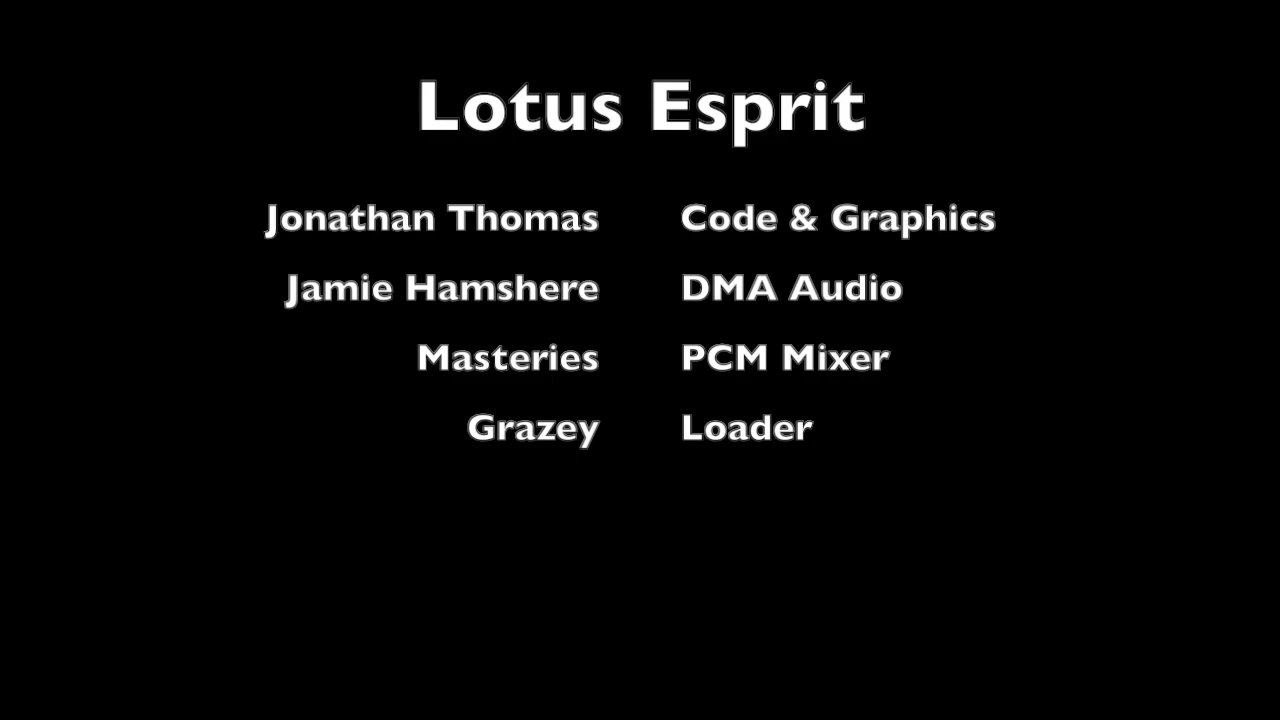 Lotus Esprit
Jonathan Thomas Code & Graphics
Jamie Hamshere DMA Audio
Masteries PCM Mixer
Grazey Loader